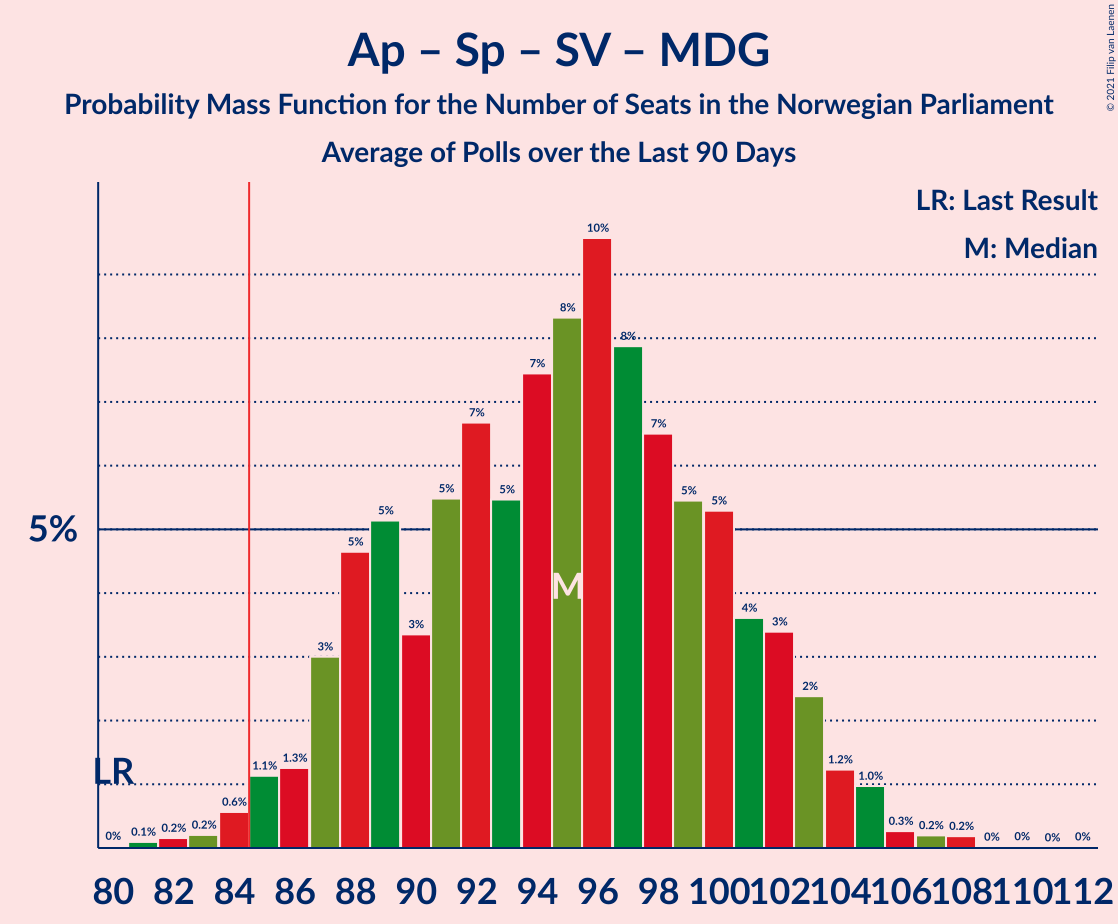 Ap – Sp – SV – MDG
Probability Mass Function for the Number of Seats in the Norwegian Parliament
Average of Polls over the Last 90 Days
© 2021 Filip van Laenen
LR: Last Result
M: Median
5%
LR
M
0% 0.1% 0.2% 0.2% 0.6% 1.1% 1.3% 3% 5% 5% 3% 5% 7% 5% 7% 8% 10% 8% 7% 5% 5% 4% 3% 2% 1.2% 1.0% 0.3% 0.2% 0.2% 0% 0% 0% 0%
80 82 84 86 88 90 92 94 96 98 100 102 104 106 108 110 112